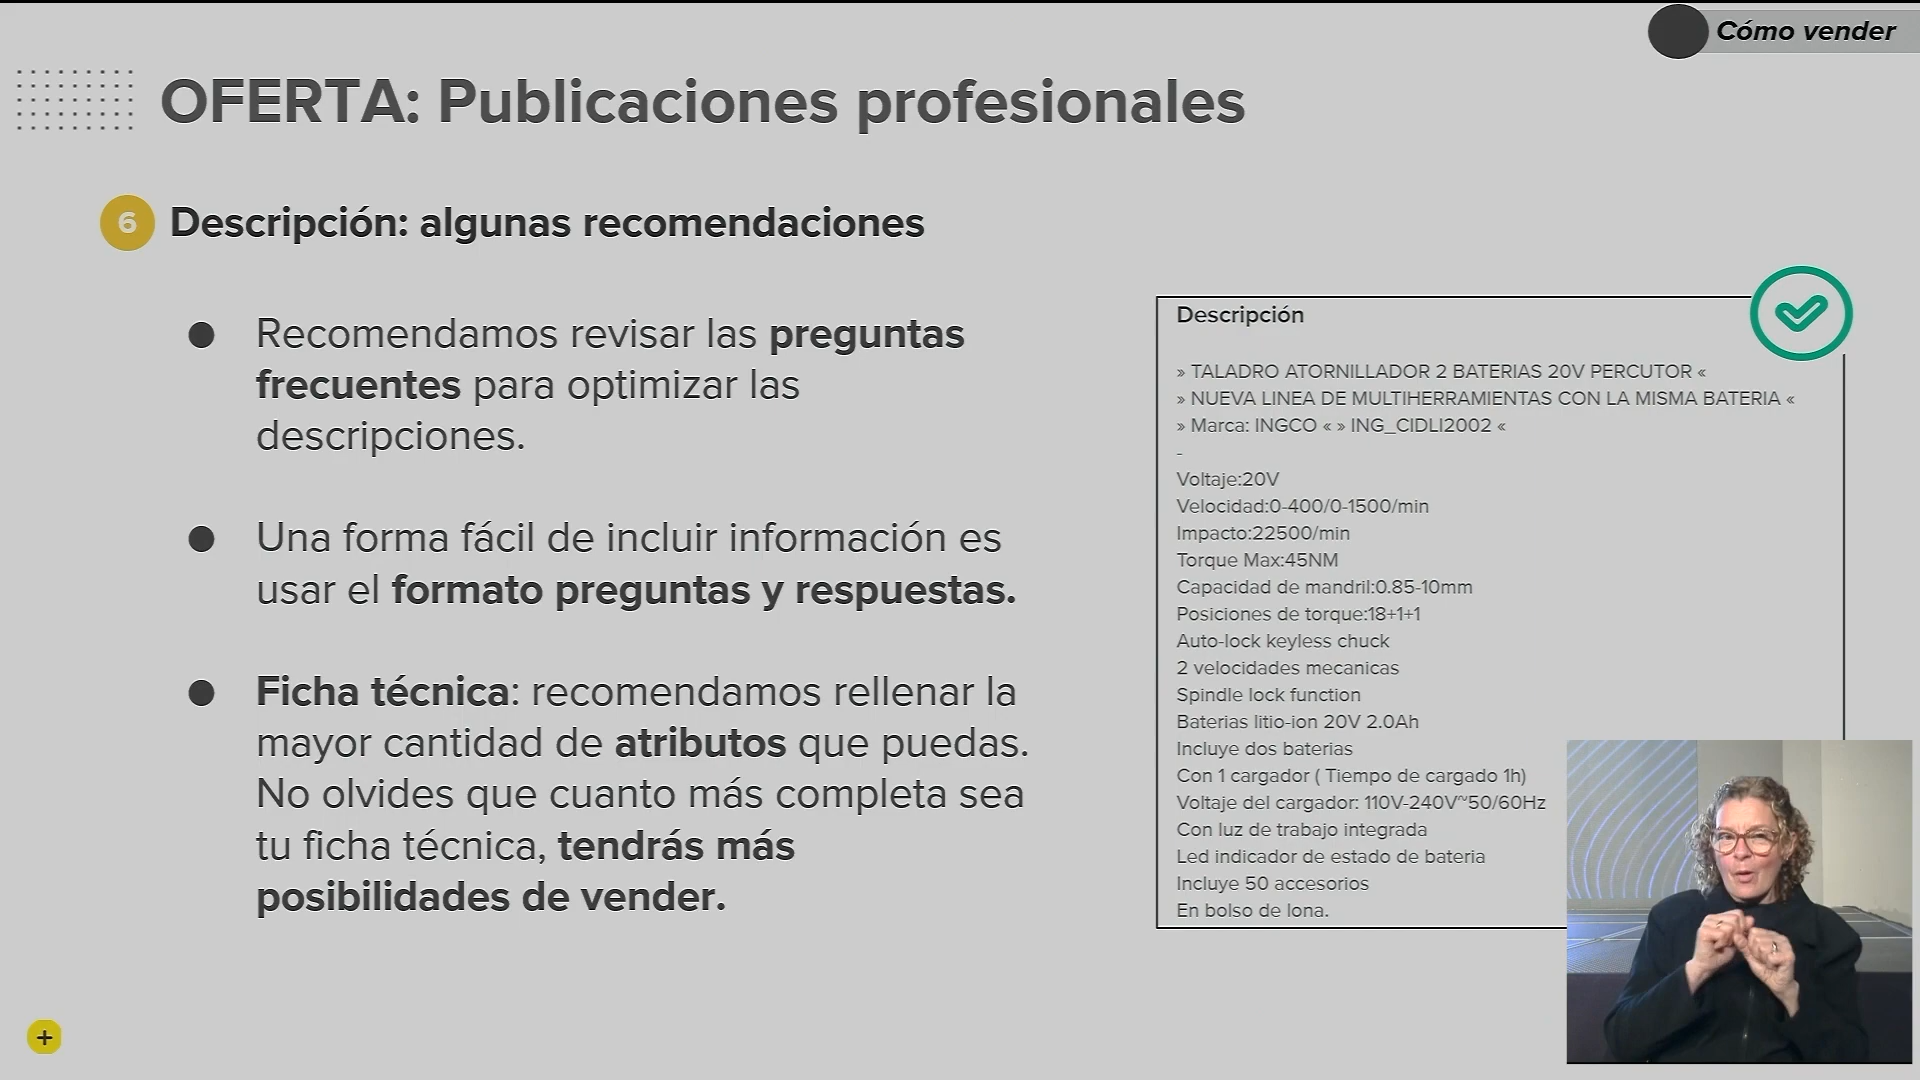 Cómo vender
OFERTA: Publicaciones profesionales
6 Descripción: algunas recomendaciones
● Recomendamos revisar las preguntas
frecuentes para optimizar las
descripciones.
● Una forma fácil de incluir información es
usar el formato preguntas y respuestas.
● Ficha técnica: recomendamos rellenar la
mayor cantidad de atributos que puedas.
No olvides que cuanto más completa sea
tu ficha técnica, tendrás más
posibilidades de vender.
Descripción
» TALADRO ATORNILLADOR 2 BATERIAS 20V PERCUTOR «
» NUEVA LINEA DE MULTIHERRAMIENTAS CON LA MISMA BATERIA «
» Marca: INGCO « » ING_CIDLI2002 «
-
Voltaje:20V
Velocidad:0-400/0-1500/min
Impacto:22500/min
Torque Max:45NM
Capacidad de mandril:0.85-10mm
Posiciones de torque:18+1+1
Auto-lock keyless chuck
2 velocidades mecanicas
Spindle lock function
Baterias litio-ion 20V 2.0Ah
Incluye dos baterias
Con 1 cargador ( Tiempo de cargado 1h)
Voltaje del cargador: 110V-240V~50/60Hz
Con luz de trabajo integrada
Led indicador de estado de bateria
Incluye 50 accesorios
En bolso de lona.
+